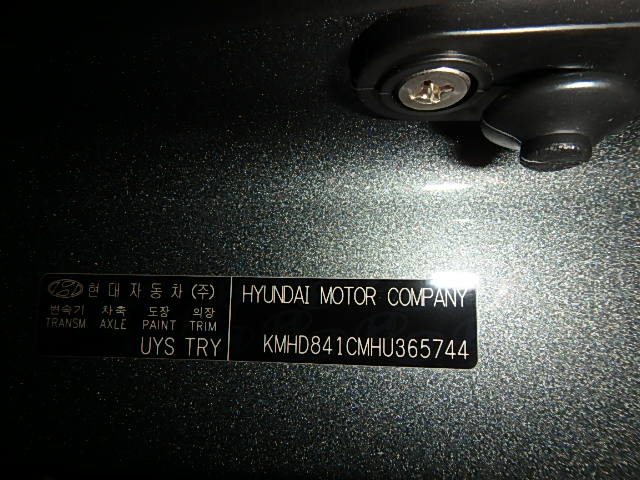 현대자동차(주)
변속기 차축 도장 의장
TRANSM AXLE PAINT TRIM
UYS TRY
HYUNDAI MOTOR COMPANY
KMHD841CMHU365744